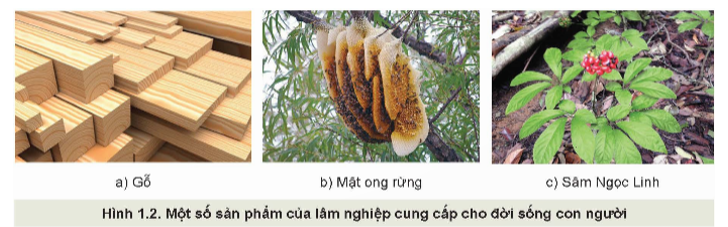 a) Gỗ
b) Mật ong rừng
c) Sâm Ngọc Linh
Hình 1.2. Một số sản phẩm của lâm nghiệp cung cấp cho đời sống con người